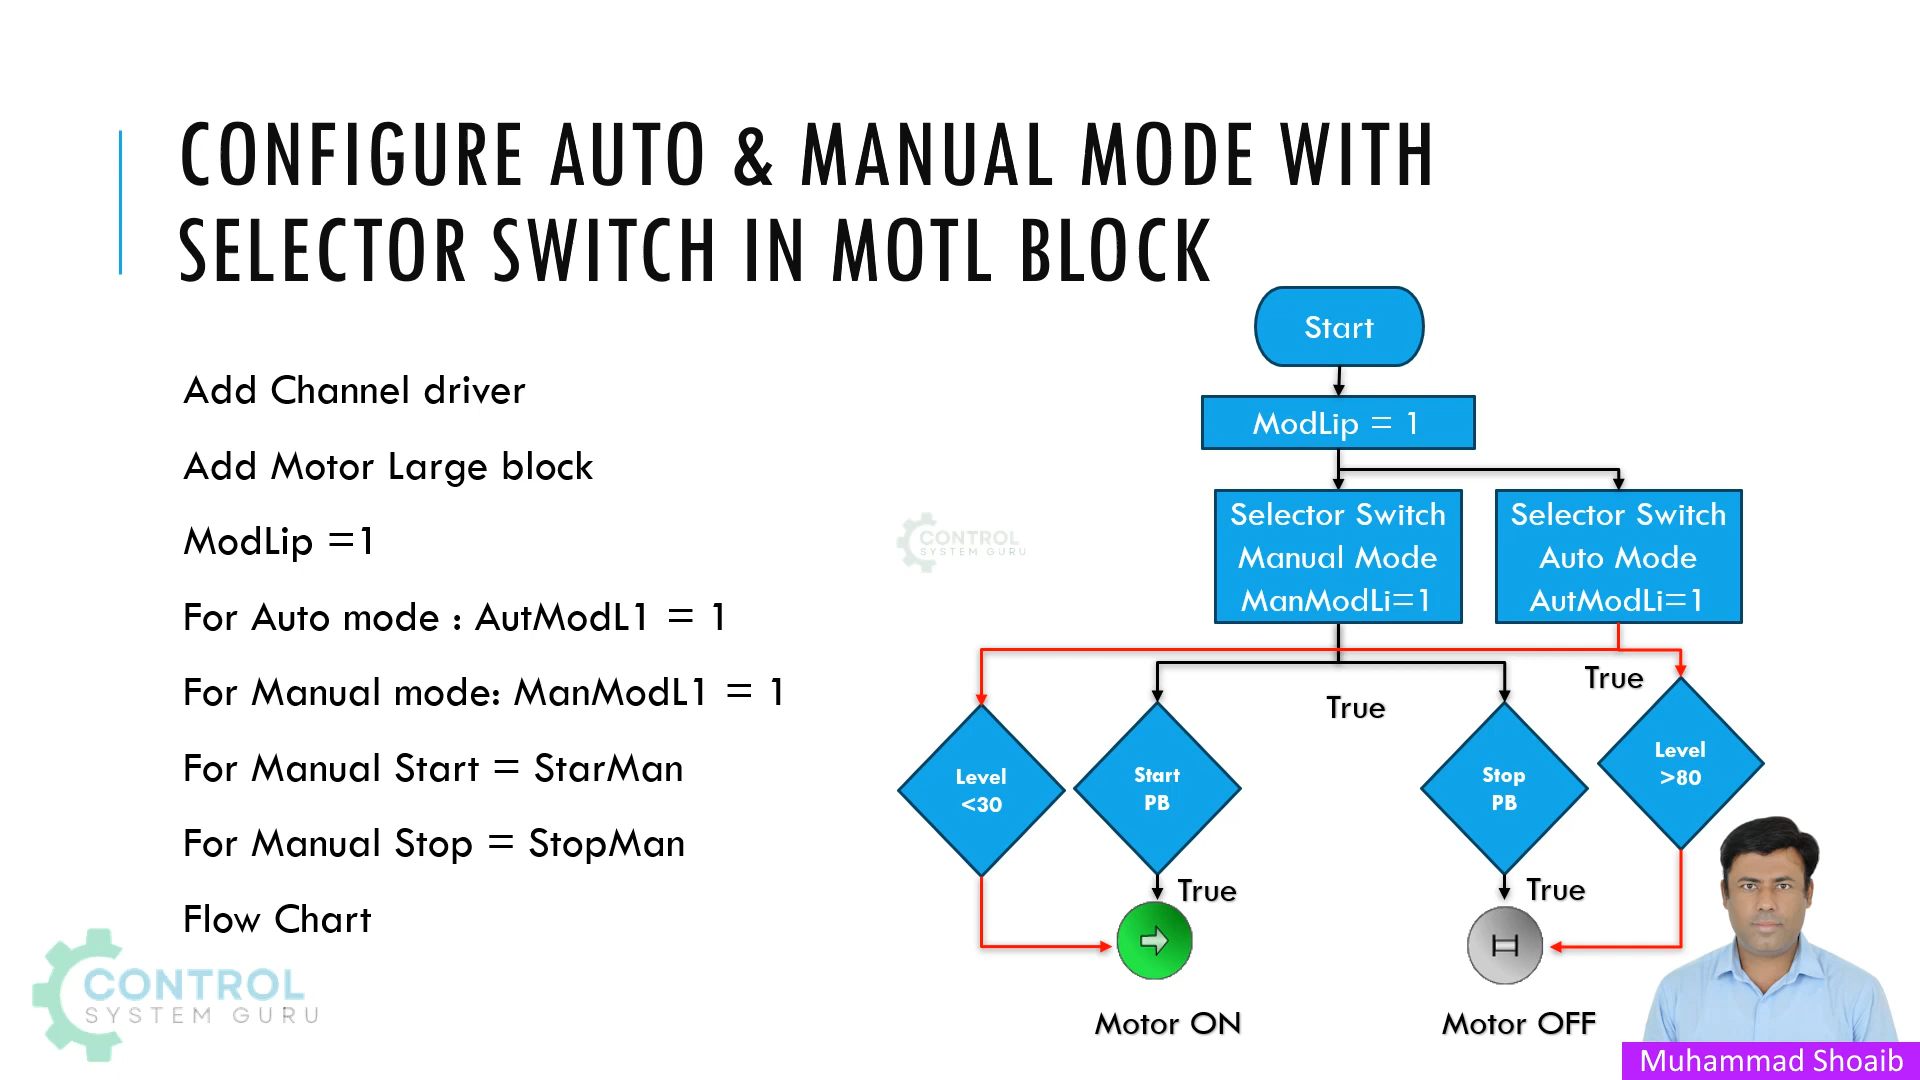 CONFIGURE AUTO & MANUAL MODE WITH
SELECTOR SWITCH IN MOTL BLOCK
Add Channel driver
Add Motor Large block
ModLip =1
For Auto mode : AutModL1 = 1
For Manual mode: ManModL1 = 1
For Manual Start = StarMan
For Manual Stop = StopMan
Flow Chart
Start
ModLip = 1
Selector Switch
Manual Mode
ManModLi=1
Selector Switch
Auto Mode
AutModLi=1
True
True
Level
<30
Start
PB
Stop
PB
Level
>80
True
True
Motor ON
Motor OFF
CONTROL
SYSTEM GURU
CONTROL
SYSTEM GURU
Muhammad Shoaib